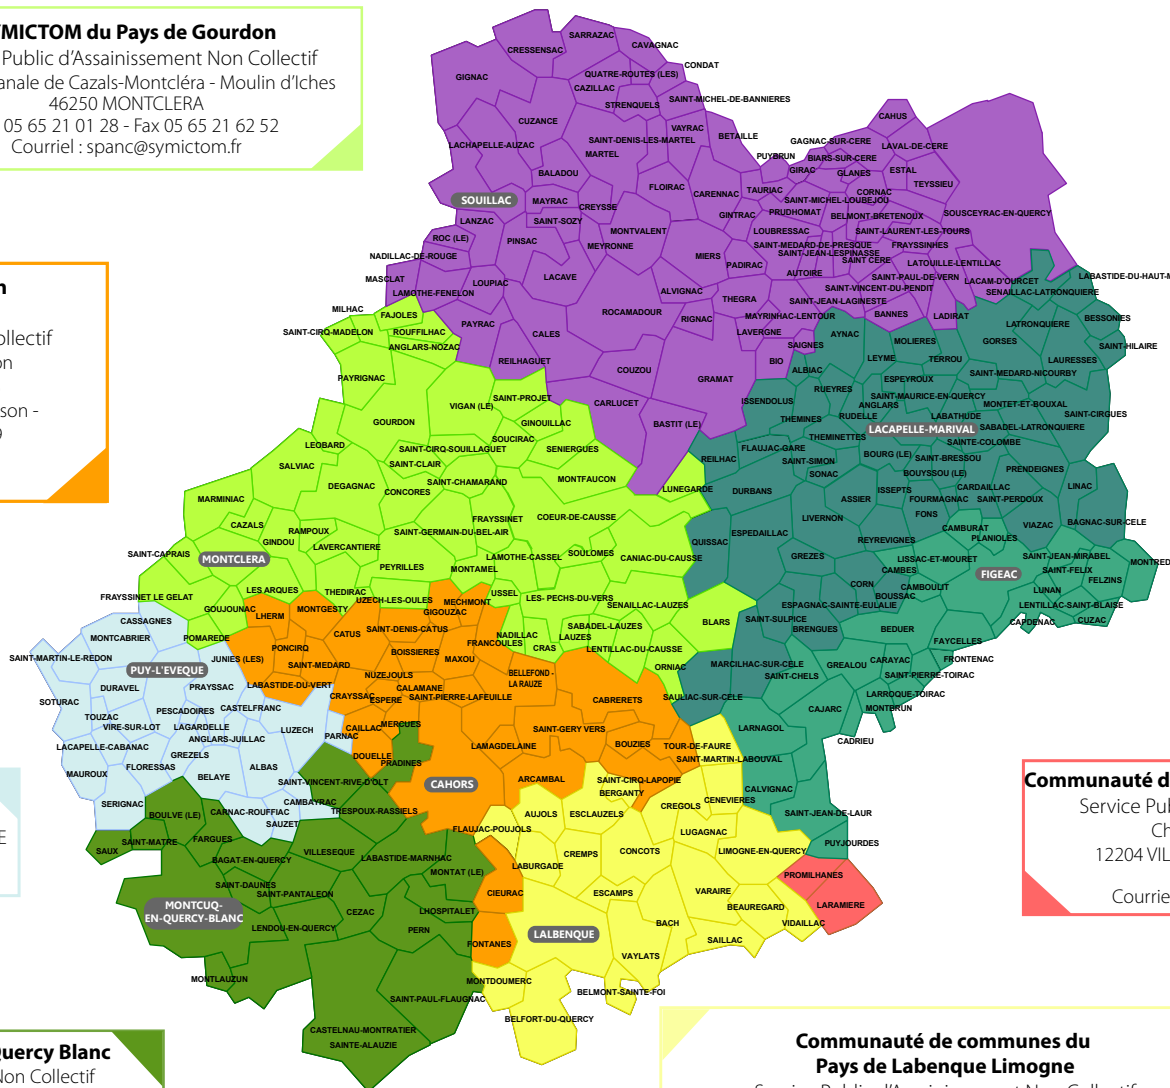 YMICTOM du Pays de Gourdon
Public d'Assainissement Non Collectif
anale de Cazals-Montcléra - Moulin d'Iches
46250 MONTCLERA
05 65 21 01 28 - Fax 05 65 21 62 52
Courriel : spanc@symictom.fr
n
ollectif
on
son -
9
E
Quercy Blanc
Non Collectif
Communauté d
Service Pub
Ch
12204 VIL
Courrie
Communauté de communes du
Pays de Labenque Limogne
SARRAZAC
CRESSENSAC
CAVAGNAC
CONDAT
GIGNAC
QUATRE-ROUTES (LES)
CAZILLAC
STRENQUELS
SAINT-MICHEL-DE-BANNIERES
CUZANCE
VAYRAC
BETAILLE
SAINT-DENIS-LES-MARTEL
LACHAPELLE-AUZAC
MARTEL
PUYBRUN
GAGNAC-SUR-CERE
CAHUS
LAVAL-DE-CERE
BIARS-SUR-CERE
GIRAC
GLANES
ESTAL
TEYSSIEU
BALADOU
FLOIRAC
CARENNAC
TAURIAC
CORNAC
SAINT-MICHEL-LOUBEJOU
SOUILLAC
MAYRAC
CREYSSE
GINTRAC
PRUDHOMAT
BELMONT-BRETENOUX
SOUSCEYRAC-EN-QUERCY
LANZAC
SAINT-SOZY
MONTVALENT
LOUBRESSAC
SAINT-LAURENT-LES-TOURS
ROC (LE)
PINSAC
MEYRONNE
SAINT-MEDARD-DE-PRESQUE
FRAYSSINHES
SAINT-JEAN-LESPINASSE
NADILLAC-DE-ROUGE
MIERS
PADIRAC
SAINT CERE
LATOUILLE-LENTILLAC
MASCLAT
LACAVE
AUTOIRE
SAINT-PAUL-DE-VERN
LACAM-D'OURCET
LABASTIDE-DU-HAUT-M
LOUPIAC
SAINT-VINCENT-DU-PENDIT
SENAILLAC-LATRONQUIERE
LAMOTHE-FENELON
ALVIGNAC
THEGRA
SAINT-JEAN-LAGINESTE
MILHAC
FAJOLES
ROCAMADOUR
RIGNAC
MAYRINHAC-LENTOUR
BANNES
LADIRAT
BESSONIES
PAYRAC
LATRONQUIERE
SAINT-CIRQ-MADELON
ROUFFILHAC
CALES
LAVERGNE
AYNAC
MOLIERES
GORSES
SAINT-HILAIRE
ANGLARS-NOZAC
SAIGNES
REILHAGUET
BIO
LEYME
TERROU
LAURESSES
COUZOU
ALBIAC
SAINT-MEDARD-NICOURBY
PAYRIGNAC
GRAMAT
ESPEYROUX
RUEYRES
SAINT-MAURICE-EN-QUERCY
SAINT-PROJET
CARLUCET
ISSENDOLUS
ANGLARS
MONTET-ET-BOUXAL
VIGAN (LE)
RUDELLE
LABATHUDE
SAINT-CIRGUES
GOURDON
GINOUILLAC
BASTIT (LE)
THEMINES
LACAPELLE-MARIVAL
SABADEL-LATRONQUIERE
SOUCIRAC
THEMINETTES
SAINTE-COLOMBE
LEOBARD
SAINT-CIRQ-SOUILLAGUET
SENIERGUES
FLAUJAC-GARE
BOURG (LE)
SAINT-BRESSOU
SALVIAC
SAINT-CLAIR
REILHAC
SAINT-SIMON
SONAC
BOUYSSOU (LE)
PRENDEIGNES
MONTFAUCON
DEGAGNAC
SAINT-CHAMARAND
CARDAILLAC
LINAC
CONCORES
LUNEGARDE
DURBANS
ISSEPTS
MARMINIAC
ASSIER
FOURMAGNAC
SAINT-PERDOUX
FRAYSSINET
COEUR-DE-CAUSSE
LIVERNON
FONS
VIAZAC
BAGNAC-SUR-CELE
CAZALS
RAMPOUX
SAINT-GERMAIN-DU-BEL-AIR
ESPEDAILLAC
CAMBURAT
QUISSAC
REYREVIGNES
PLANIOLES
GINDOU
LAVERCANTIERE
LAMOTHE-CASSEL
SOULOMES
CANIAC-DU-CAUSSE
GREZES
LISSAC-ET-MOURET
SAINT-JEAN-MIRABEL
MONTRED
SAINT-CAPRAIS
MONTCLERA
PEYRILLES
MONTAMEL
CAMBES
FIGEAC
SAINT-FELIX
FELZINS
CORN
CAMBOULIT
LES ARQUES
THEDIRAC
USSEL
BOUSSAC
LUNAN
FRAYSSINET LE GELAT
UZECH-LES-OULES
MECHMONT
LES- PECHS-DU-VERS
SENAILLAC-LAUZES
ESPAGNAC-SAINTE-EULALIE
LENTILLAC-SAINT-BLAISE
GOUJOUNAC
LHERM
MONTGESTY
GIGOUZAC
BLARS
SAINT-SULPICE
CAPDENAC
CUZAC
CASSAGNES
SABADEL-LAUZES
BRENGUES
BEDUER
MONTCABRIER
POMAREDE
CATUS
SAINT-DENIS-CATUS
NADILLAC
LAUZES
FAYCELLES
PONCIRQ
FRANCOULES
CRAS
LENTILLAC-DU-CAUSSE
SAINT-MARTIN-LE-REDON
JUNIES (LES)
SAINT-MEDARD
BOISSIERES
MAXOU
ORNIAC
MARCILHAC-SUR-CELE
GREALOU
CARAYAC
FRONTENAC
PUY-L'EVEQUE
NUZEJOULS
BELLEFOND -
LA RAUZE
SAINT-CHELS
SAINT-PIERRE-TOIRAC
DURAVEL
PRAYSSAC
LABASTIDE-DU-VERT
CALAMANE
SOTURAC
CRAYSSAC
ESPERE
SAINT-PIERRE-LAFEUILLE
CABRERETS
SAULIAC-SUR-CELE
LARROQUE-TOIRAC
PESCADOIRES
CASTELFRANC
CAJARC
MONTBRUN
TOUZAC
VIRE-SUR-LOT
LAGARDELLE
LUZECH
CAILLAC
MERCUES
SAINT-GERY VERS
LARNAGOL
PARNAC
ANGLARS-JUILLAC
CADRIEU
LACAPELLE-CABANAC
GREZELS
DOUELLE
LAMAGDELAINE
BOUZIES
TOUR-DE-FAURE
FLORESSAS
ALBAS
PRADINES
SAINT-MARTIN-LABOUVAL
MAUROUX
BELAYE
SAINT-VINCENT-RIVE-D'OLT
CAHORS
ARCAMBAL
SAINT-CIRQ-LAPOPIE
CALVIGNAC
BERGANTY
SERIGNAC
CAMBAYRAC
CENEVIERES
BOULVE (LE)
CARNAC-ROUFFIAC
TRESPOUX-RASSIELS
AUJOLS
ESCLAUZELS
CREGOLS
SAINT-JEAN-DE-LAUR
SAUZET
FLAUJAC-POUJOLS
LUGAGNAC
SAINT-MATRE
FARGUES
PUYJOURDES
SAUX
VILLESEQUE
CREMPS
CONCOTS
LIMOGNE-EN-QUERCY
BAGAT-EN-QUERCY
LABASTIDE-MARNHAC
LABURGADE
MONTAT (LE)
PROMILHANES
SAINT-DAUNES
SAINT-PANTALEON
CIEURAC
ESCAMPS
VARAIRE
MONTCUQ-
EN-QUERCY-BLANC
CEZAC
LHOSPITALET
BEAUREGARD
LARAMIERE
LENDOU-EN-QUERCY
PERN
BACH
VIDAILLAC
LALBENQUE
FONTANES
SAILLAC
VAYLATS
MONTLAUZUN
MONTDOUMERC
SAINT-PAUL-FLAUGNAC
BELMONT-SAINTE-FOI
BELFORT-DU-QUERCY
CASTELNAU-MONTRATIER
SAINTE-ALAUZIE